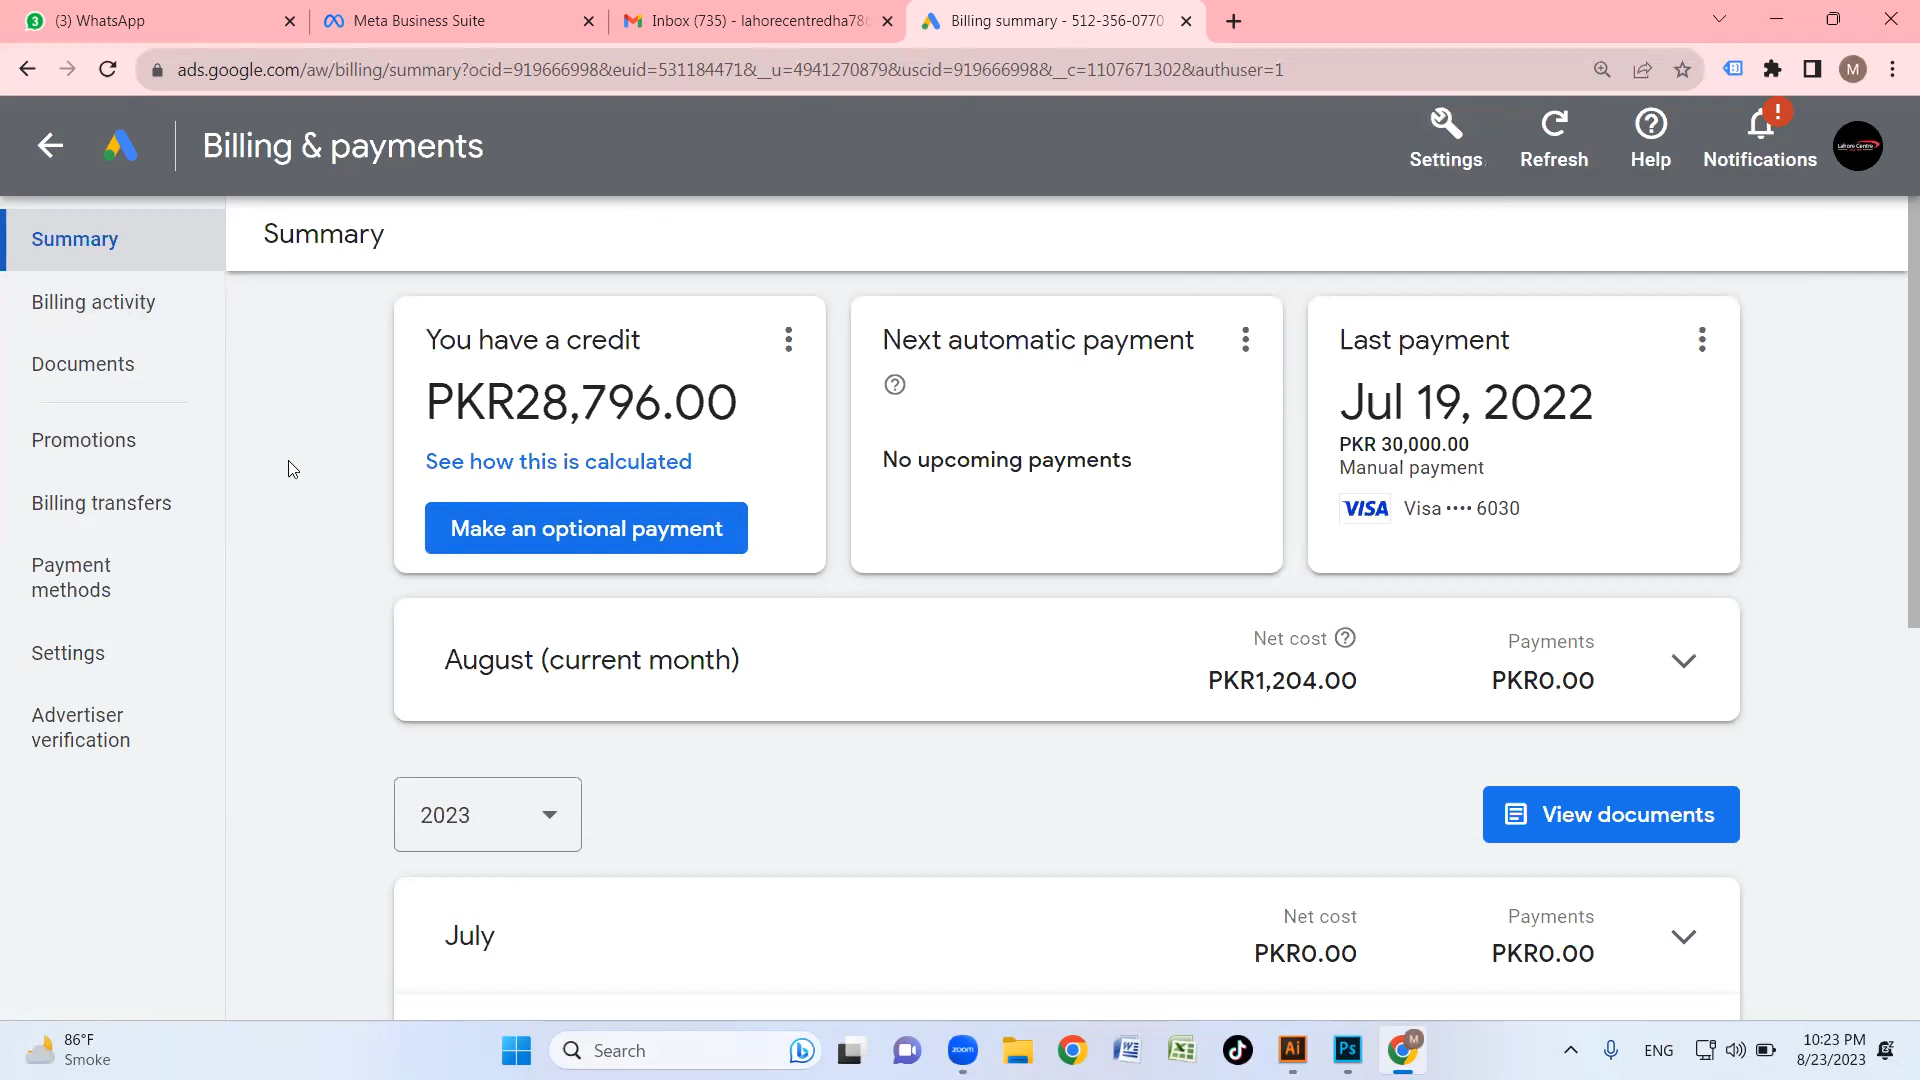 (3) WhatsApp
Meta Business Suite
Inbox (735) - lahorecentredha786
Billing summary - 512-356-0770
ads.google.com/aw/billing/summary?ocid=919666998&euid=531184471&__u=4941270879&uscid=919666998&__c=1107671302&authuser=1
M
Billing & payments
Settings
Refresh
Help
Notifications
Lahore Centre
Summary
Billing activity
Documents
Promotions
Billing transfers
Payment
methods
Settings
Advertiser
verification
Summary
You have a credit
PKR28,796.00
See how this is calculated
Make an optional payment
Next automatic payment
No upcoming payments
Last payment
Jul 19, 2022
PKR 30,000.00
Manual payment
VISA Visa •••• 6030
August (current month)
Net cost
PKR1,204.00
Payments
PKR0.00
2023
View documents
July
Net cost
PKR0.00
Payments
PKR0.00
86°F
Smoke
Search
zoom
Ai
Ps
M
ENG
10:23 PM
8/23/2023